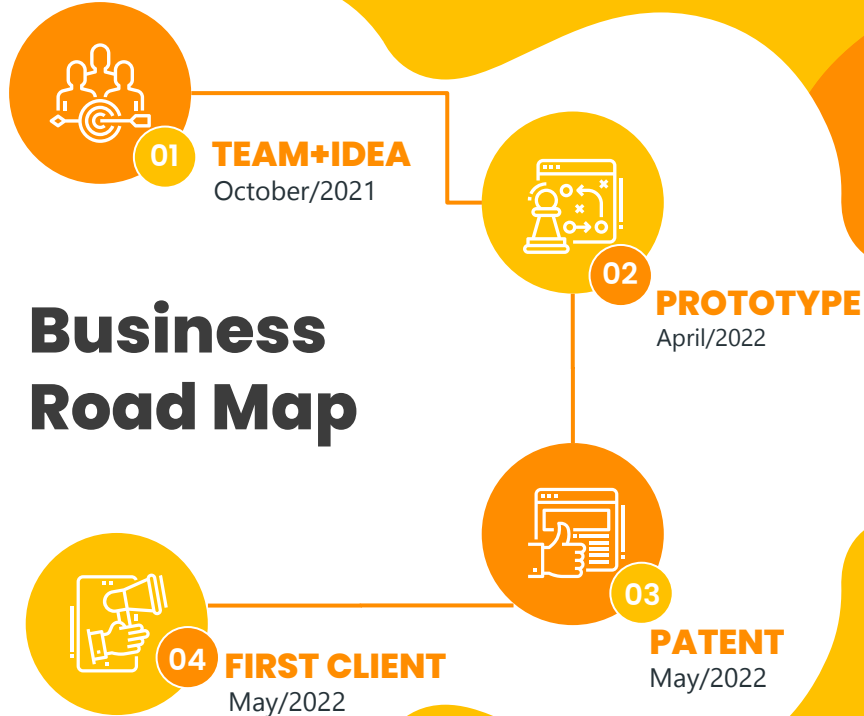 01
TEAM+IDEA
October/2021
02
PROTOTYPE
April/2022
Business
Road Map
03
PATENT
May/2022
04
FIRST CLIENT
May/2022